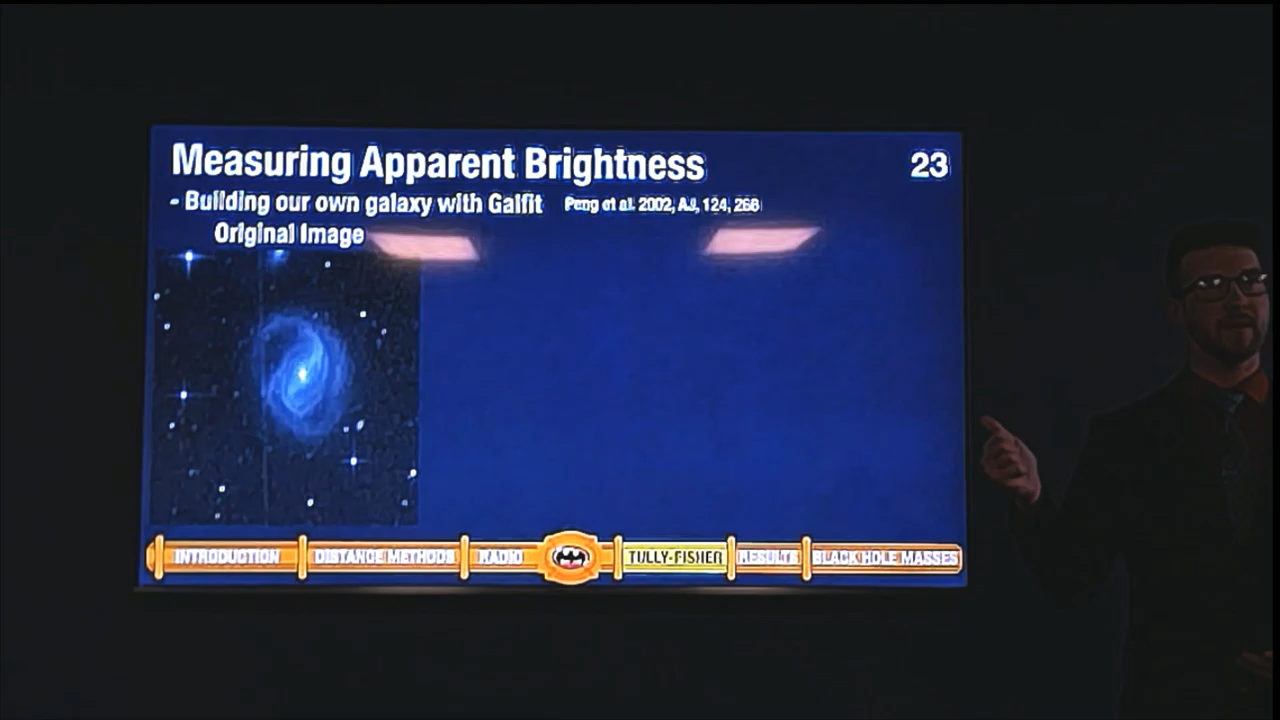 Measuring Apparent Brightness
23
- Building our own galaxy with Galfit
Peng et al. 2002, AJ, 124, 266
Original Image
INTRODUCTION
DISTANCE METHODS
RADIO
TULLY-FISHER
RESULTS
BLACK HOLE MASSES